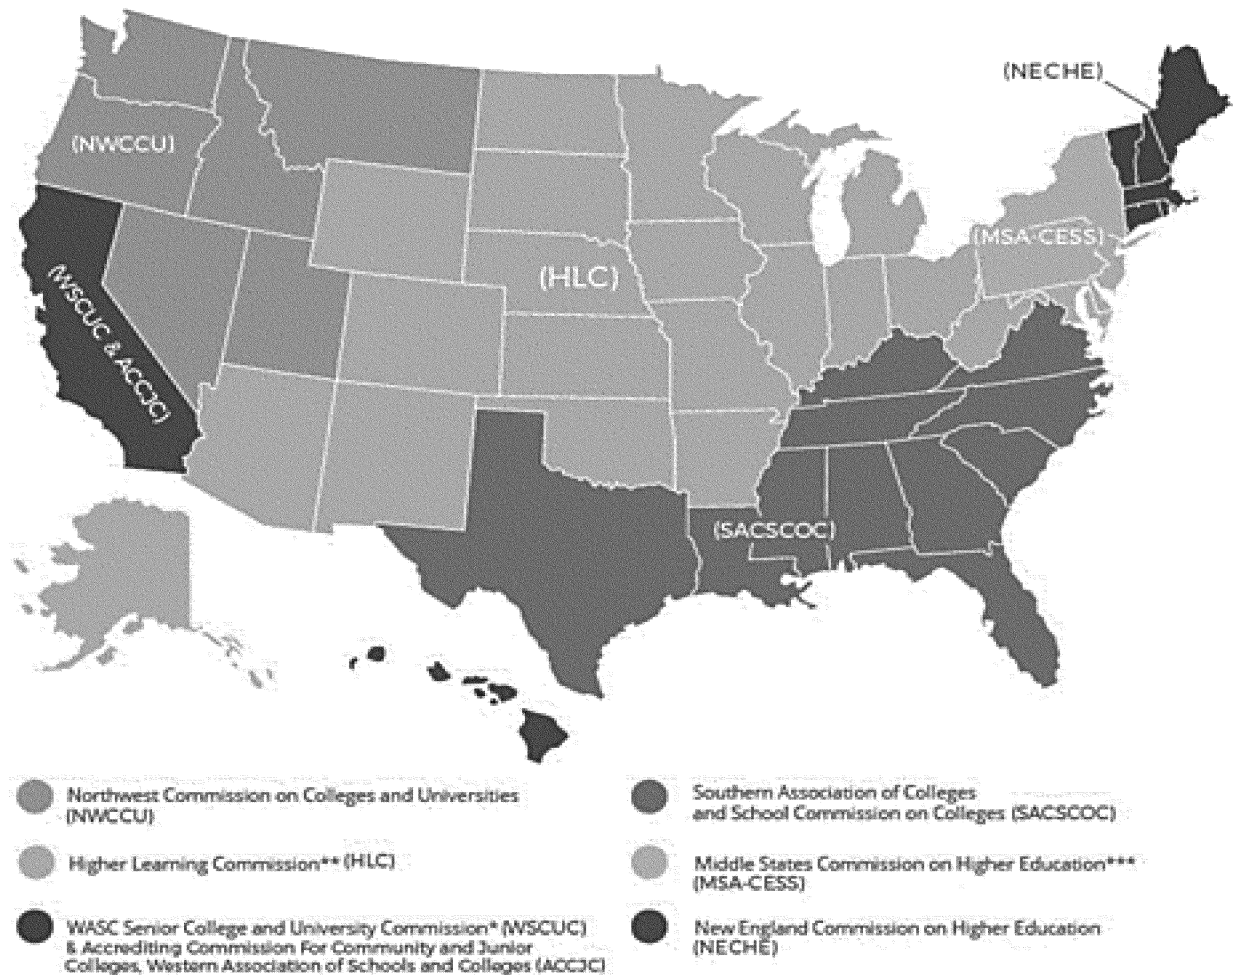 (NECHE)
(NWCCU)
(MSA-CESS)
(HLC)
(WSCUC & ACCJC)
(SACSCOC)
Northwest Commission on Colleges and Universities
(NWCCU)
Higher Learning Commission** (HLC)
WASC Senior College and University Commission* (WSCUC)
& Accrediting Commission For Community and Junior
Colleges, Western Association of Schools and Colleges (ACCJC)
Southern Association of Colleges
and School Commission on Colleges (SACSCOC)
Middle States Commission on Higher Education***
(MSA-CESS)
New England Commission on Higher Education
(NECHE)